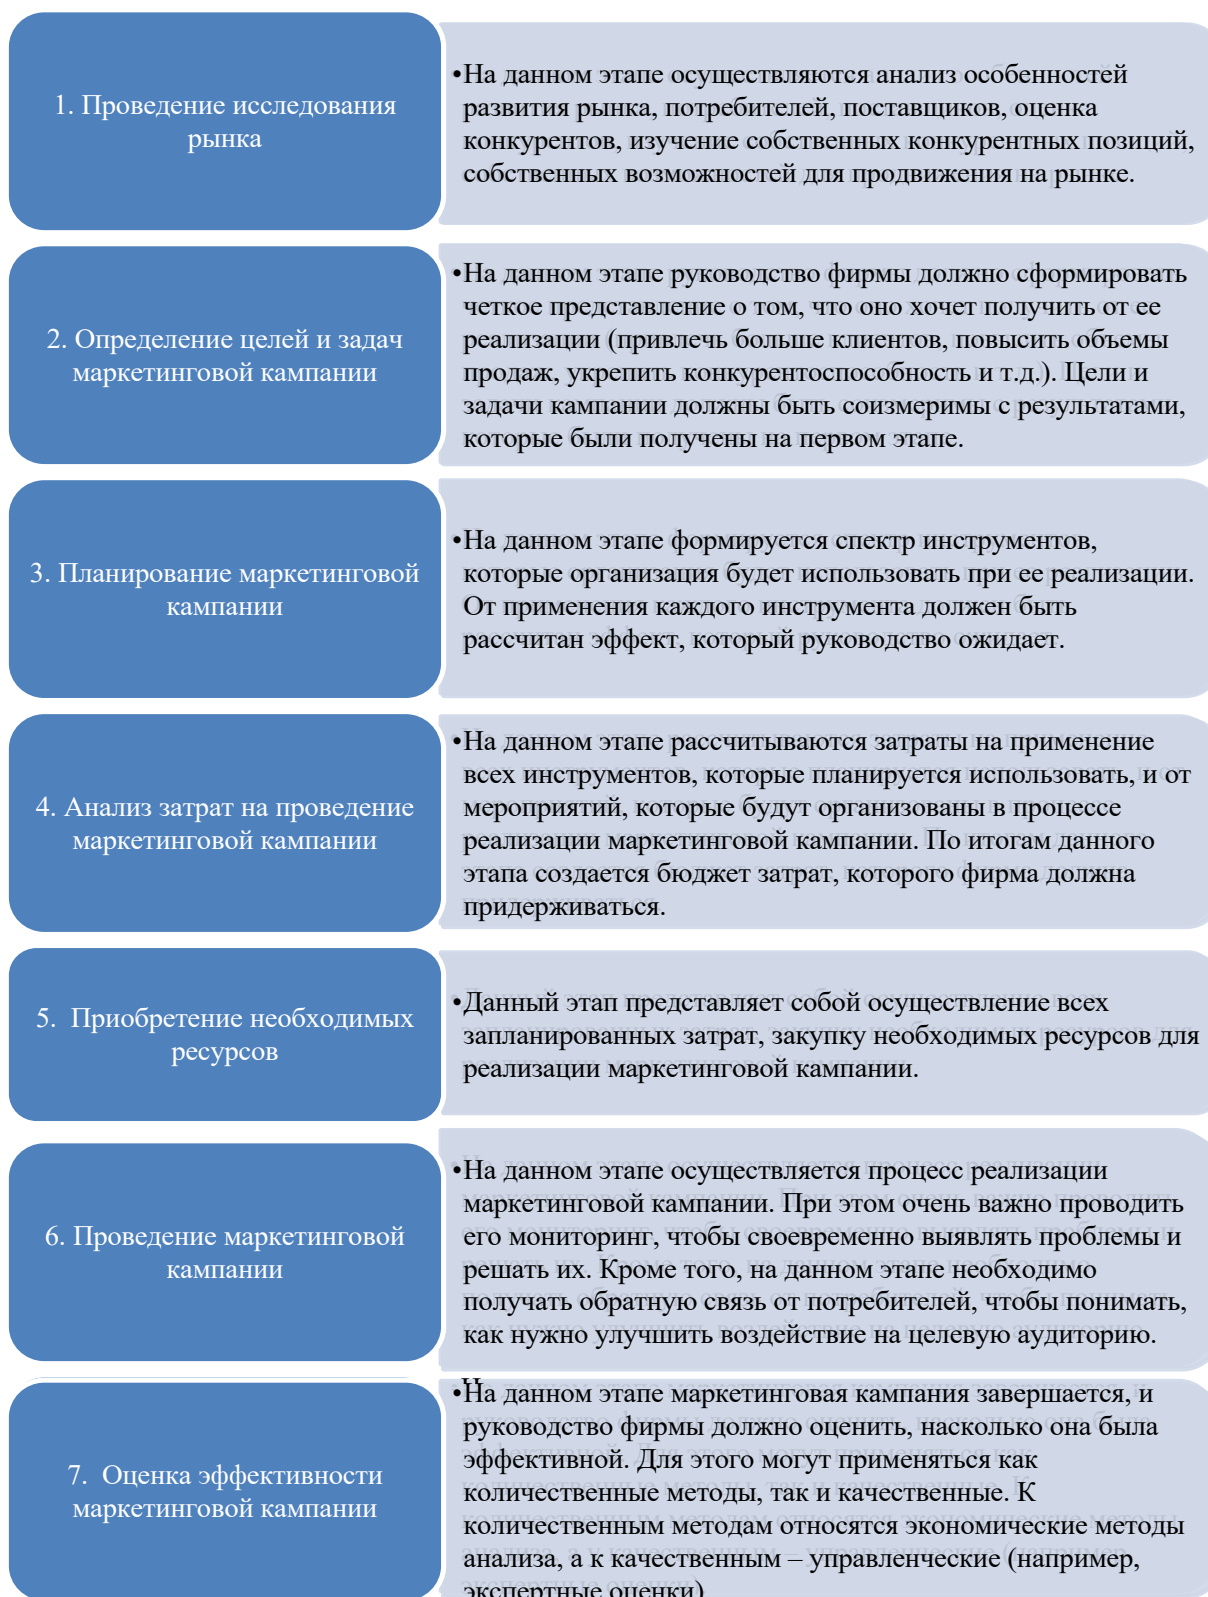 1. Проведение исследования
рынка
•На данном этапе осуществляются анализ особенностей
развития рынка, потребителей, поставщиков, оценка
конкурентов, изучение собственных конкурентных позиций,
собственных возможностей для продвижения на рынке.
2. Определение целей и задач
маркетинговой кампании
•На данном этапе руководство фирмы должно сформировать
четкое представление о том, что оно хочет получить от ее
реализации (привлечь больше клиентов, повысить объемы
продаж, укрепить конкурентоспособность и т.д.). Цели и
задачи кампании должны быть соизмеримы с результатами,
которые были получены на первом этапе.
3. Планирование маркетинговой
кампании
•На данном этапе формируется спектр инструментов,
которые организация будет использовать при ее реализации.
От применения каждого инструмента должен быть
рассчитан эффект, который руководство ожидает.
4. Анализ затрат на проведение
маркетинговой кампании
•На данном этапе рассчитываются затраты на применение
всех инструментов, которые планируется использовать, и от
мероприятий, которые будут организованы в процессе
реализации маркетинговой кампании. По итогам данного
этапа создается бюджет затрат, которого фирма должна
придерживаться.
5. Приобретение необходимых
ресурсов
•Данный этап представляет собой осуществление всех
запланированных затрат, закупку необходимых ресурсов для
реализации маркетинговой кампании.
6. Проведение маркетинговой
кампании
•На данном этапе осуществляется процесс реализации
маркетинговой кампании. При этом очень важно проводить
его мониторинг, чтобы своевременно выявлять проблемы и
решать их. Кроме того, на данном этапе необходимо
получать обратную связь от потребителей, чтобы понимать,
как нужно улучшить воздействие на целевую аудиторию.
7. Оценка эффективности
маркетинговой кампании
•На данном этапе маркетинговая кампания завершается, и
руководство фирмы должно оценить, насколько она была
эффективной. Для этого могут применяться как
количественные методы, так и качественные. К
количественным методам относятся экономические методы
анализа, а к качественным – управленческие (например,
экспертные оценки)